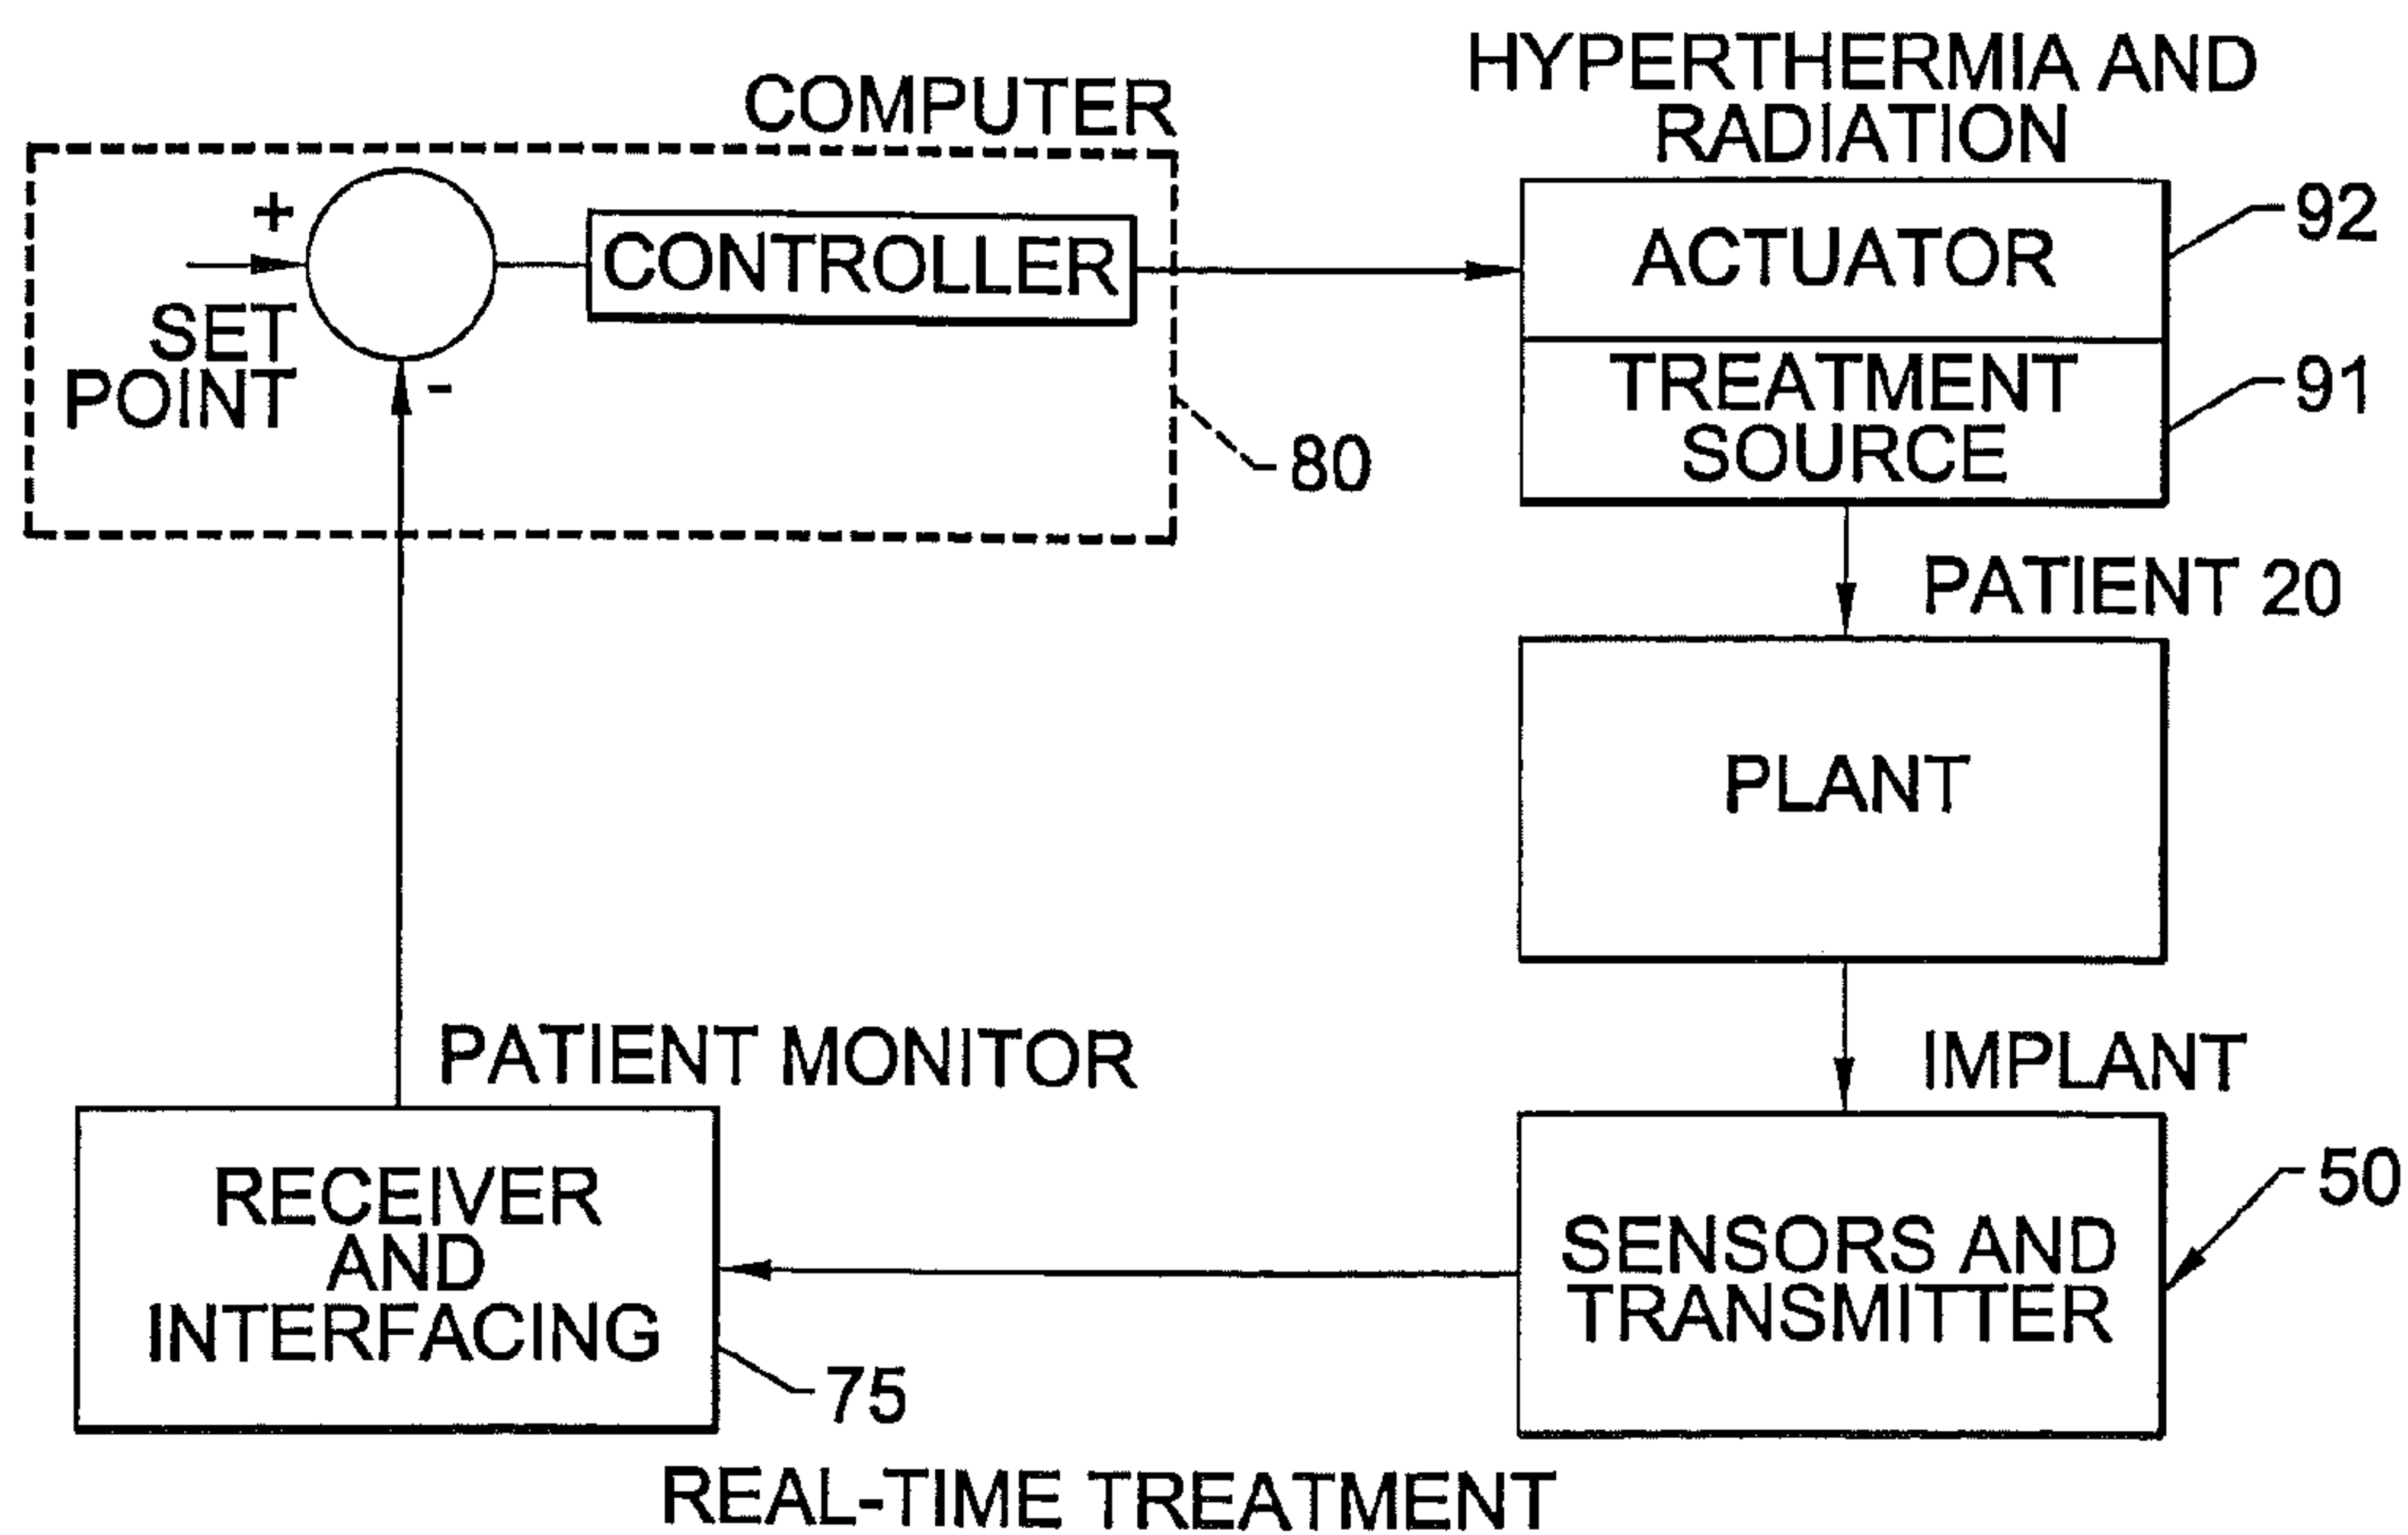 COMPUTER
+
SET
POINT
-
CONTROLLER
80
HYPERTHERMIA AND
RADIATION
ACTUATOR
92
TREATMENT
SOURCE
91
PATIENT 20
PLANT
IMPLANT
SENSORS AND
TRANSMITTER
50
PATIENT MONITOR
RECEIVER
AND
INTERFACING
75
REAL-TIME TREATMENT